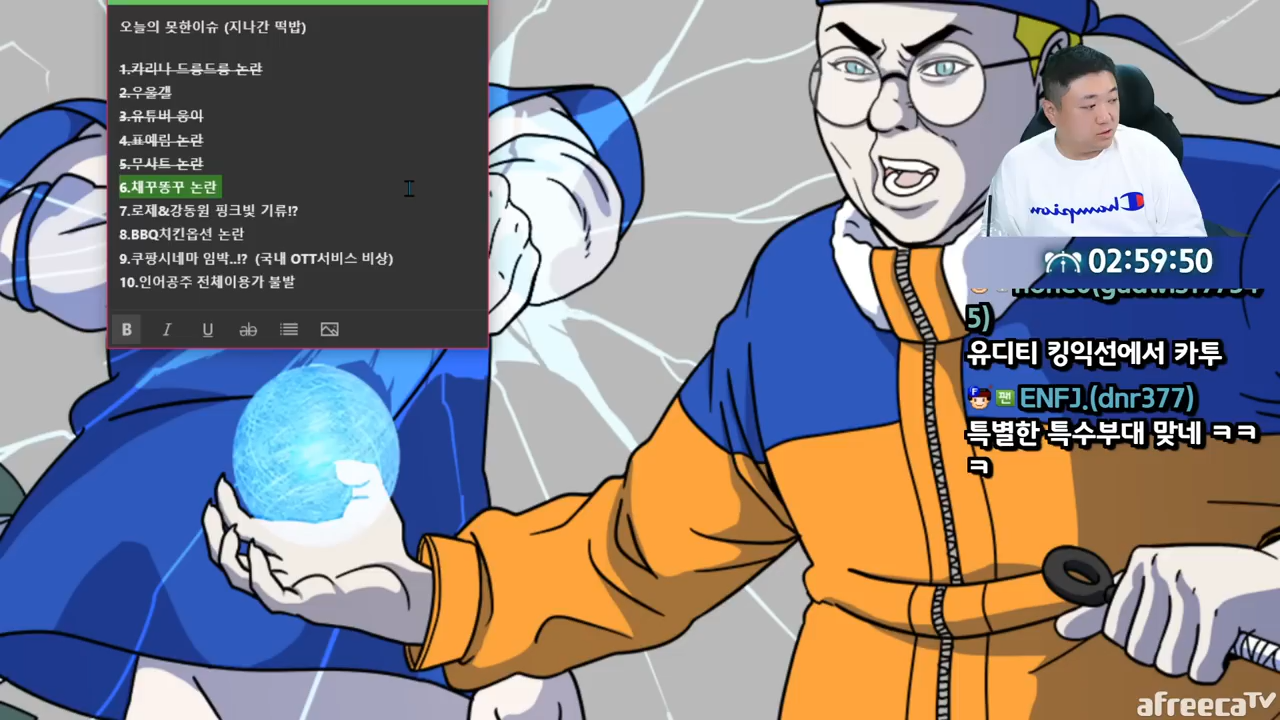 오늘의 못한이슈 (지나간 떡밥)
1.카리나 드릉드릉 논란
2.우울갤
3.유튜버 웅이
4.표예림 논란
5.무사트 논란
6.채꾸똥꾸 논란
7.로제&강동원 핑크빛 기류!?
8.BBQ치킨옵션 논란
9.쿠팡시네마 임박..!? (국내 OTT서비스 비상)
10.인어공주 전체이용가 불발
B I U ab
Champion
02:59:50
5)
유디티 킹익선에서 카투
F 팬 ENFJ.(dnr377)
특별한 특수부대 맞네 ㅋㅋ
ㅋ
afreecaTV